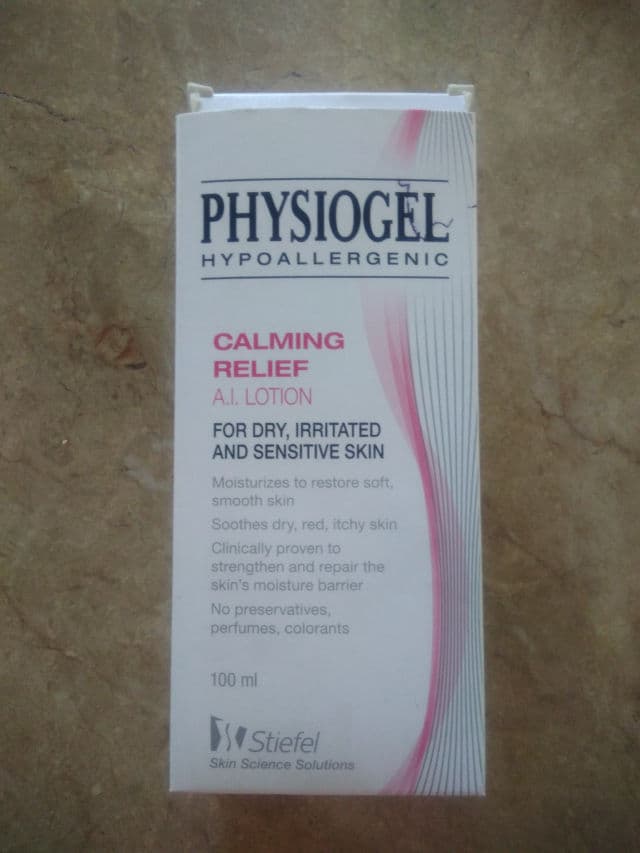 PHYSIOGEL
HYPOALLERGENIC
CALMING
RELIEF
A.I. LOTION
FOR DRY, IRRITATED
AND SENSITIVE SKIN
Moisturizes to restore soft,
smooth skin
Soothes dry, red, itchy skin
Clinically proven to
strengthen and repair the
skin's moisture barrier
No preservatives,
perfumes, colorants
100 ml
Stiefel
Skin Science Solutions